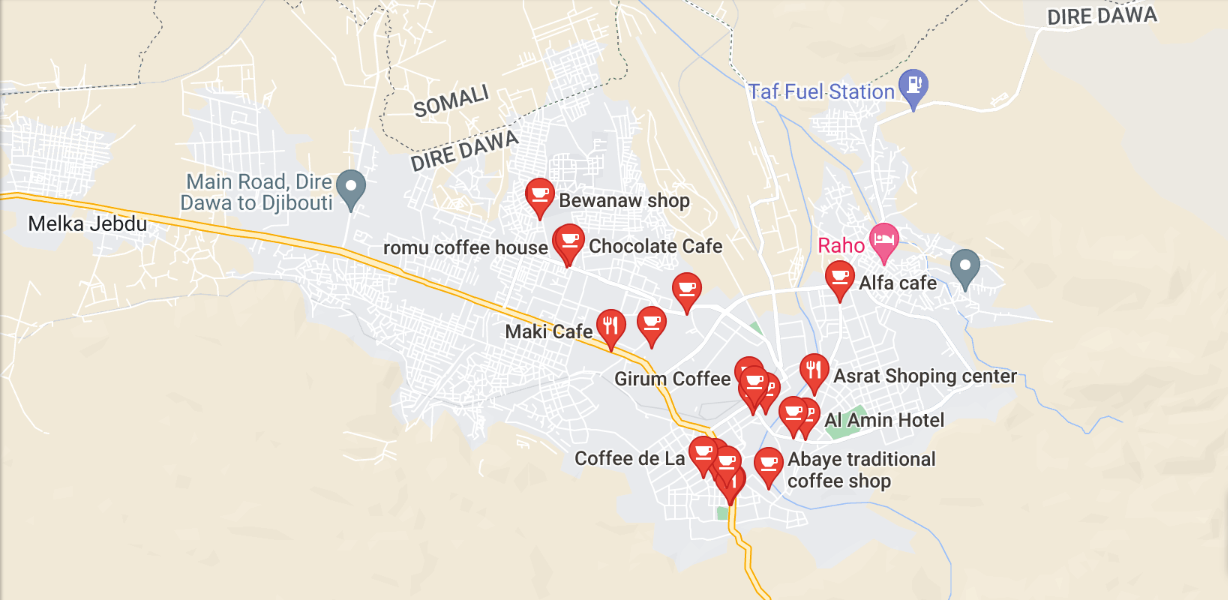 DIRE DAWA
Taf Fuel Station
SOMALI
DIRE DAWA
Main Road, Dire
Dawa to Djibouti
Bewanaw shop
Melka Jebdu
romu coffee house
Chocolate Cafe
Raho
Alfa cafe
Maki Cafe
Girum Coffee
Asrat Shoping center
Al Amin Hotel
Coffee de La
Abaye traditional
coffee shop